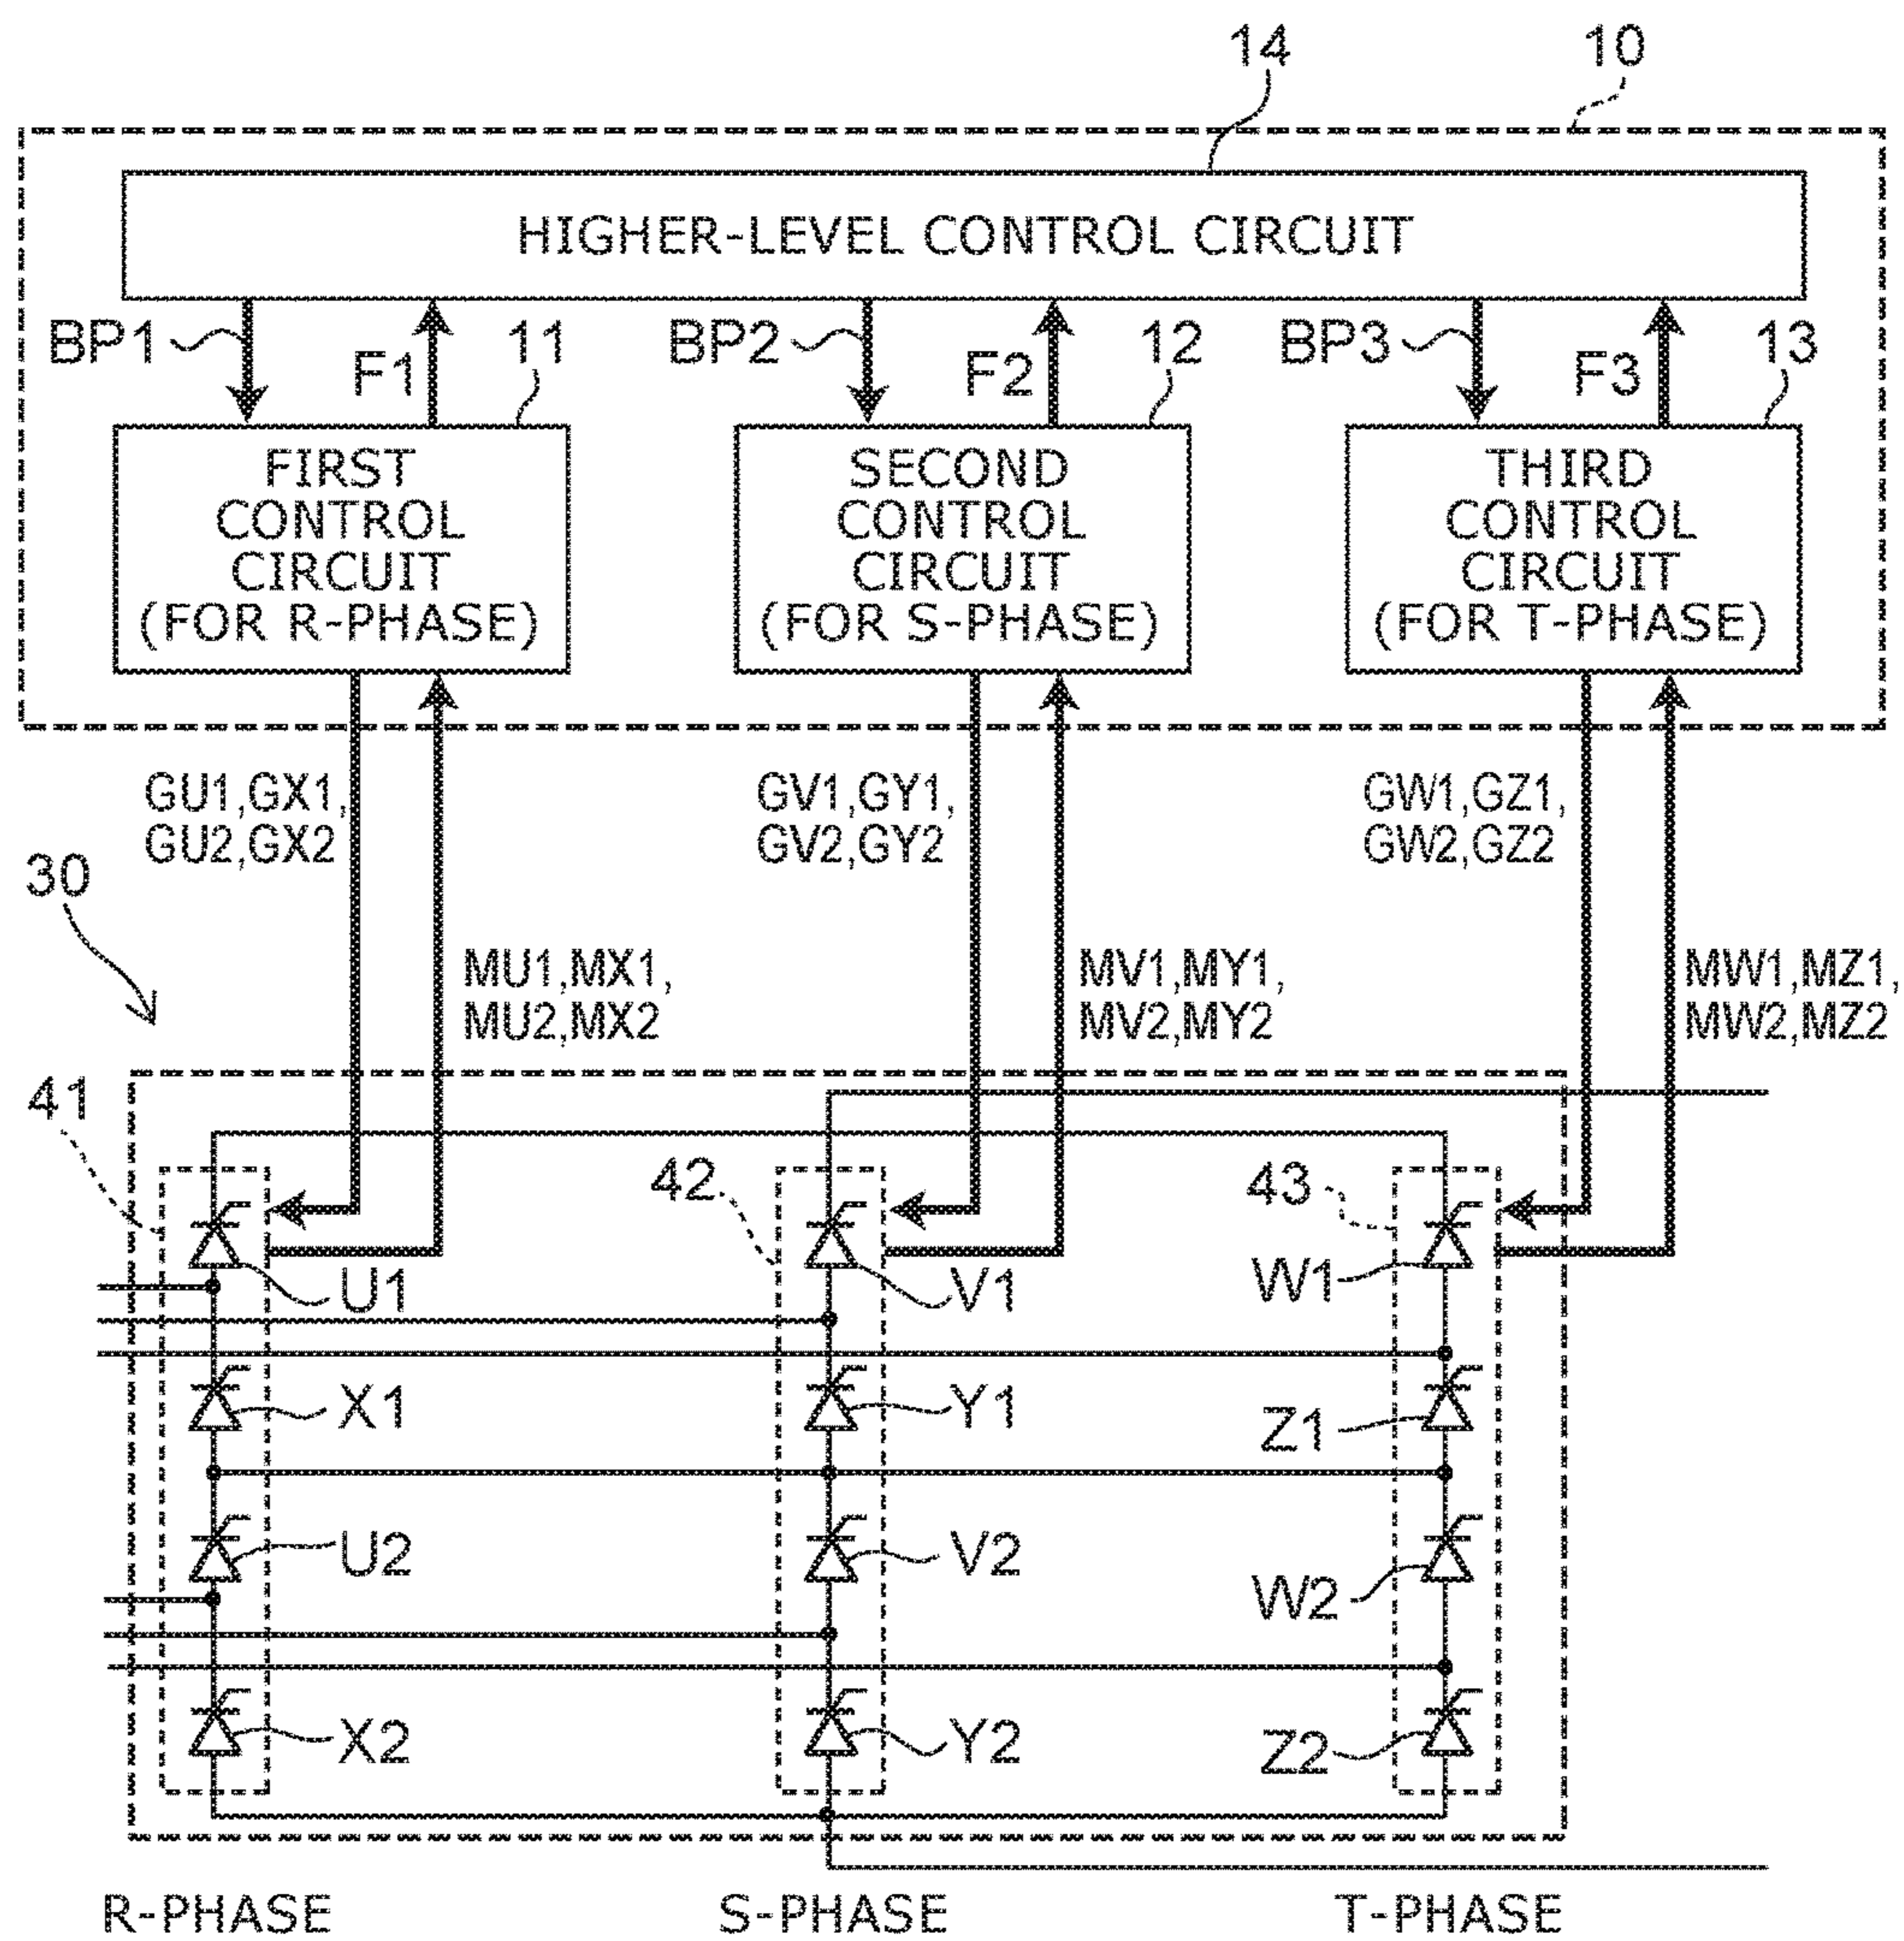 14
10
HIGHER-LEVEL CONTROL CIRCUIT
BP1
F1
11
BP2
F2
12
BP3
F3
13
FIRST
CONTROL
CIRCUIT
(FOR R-PHASE)
SECOND
CONTROL
CIRCUIT
(FOR S-PHASE)
THIRD
CONTROL
CIRCUIT
(FOR T-PHASE)
GU1,GX1,
GU2,GX2
GV1,GY1,
GV2,GY2
GW1,GZ1,
GW2,GZ2
30
MU1,MX1,
MU2,MX2
MV1,MY1,
MV2,MY2
MW1,MZ1,
MW2,MZ2
41
42
43
U1
V1
W1
X1
Y1
Z1
U2
V2
W2
X2
Y2
Z2
R-PHASE
S-PHASE
T-PHASE